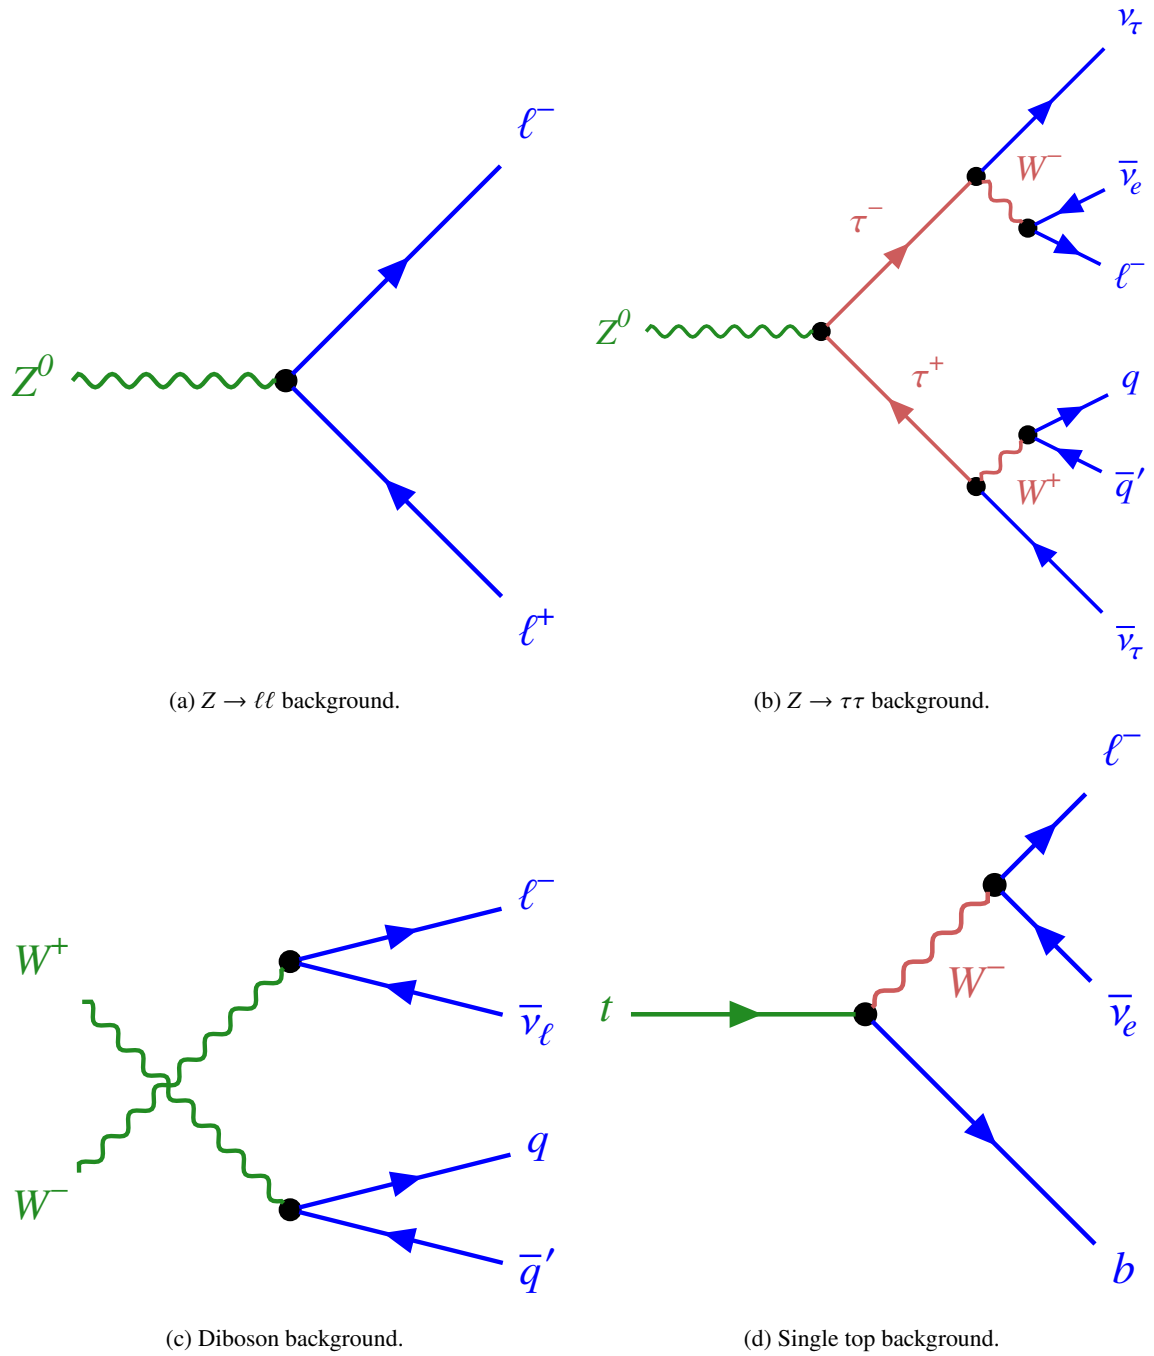 ℓ⁻
Z⁰
ℓ⁺
(a) Z → ℓℓ background.
ν_τ
W⁻
ν̅_e
τ⁻
ℓ⁻
Z⁰
τ⁺
q
W⁺
q̅′
ν̅_τ
(b) Z → ττ background.
ℓ⁻
W⁺
ν̅_ℓ
q
W⁻
q̅′
(c) Diboson background.
ℓ⁻
W⁻
t
ν̅_e
b
(d) Single top background.